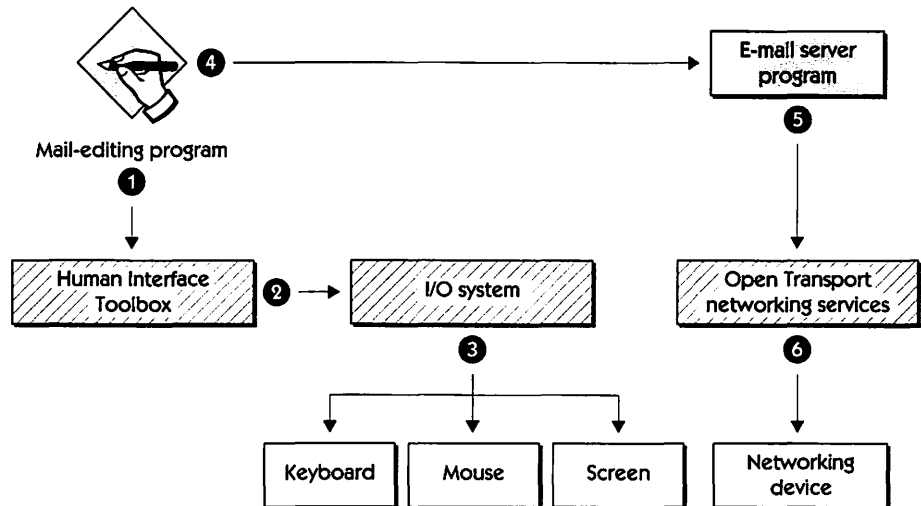 4
E-mail server
program
5
Mail-editing program
1
Human Interface
Toolbox
2
I/O system
Open Transport
networking services
3
6
Keyboard
Mouse
Screen
Networking
device